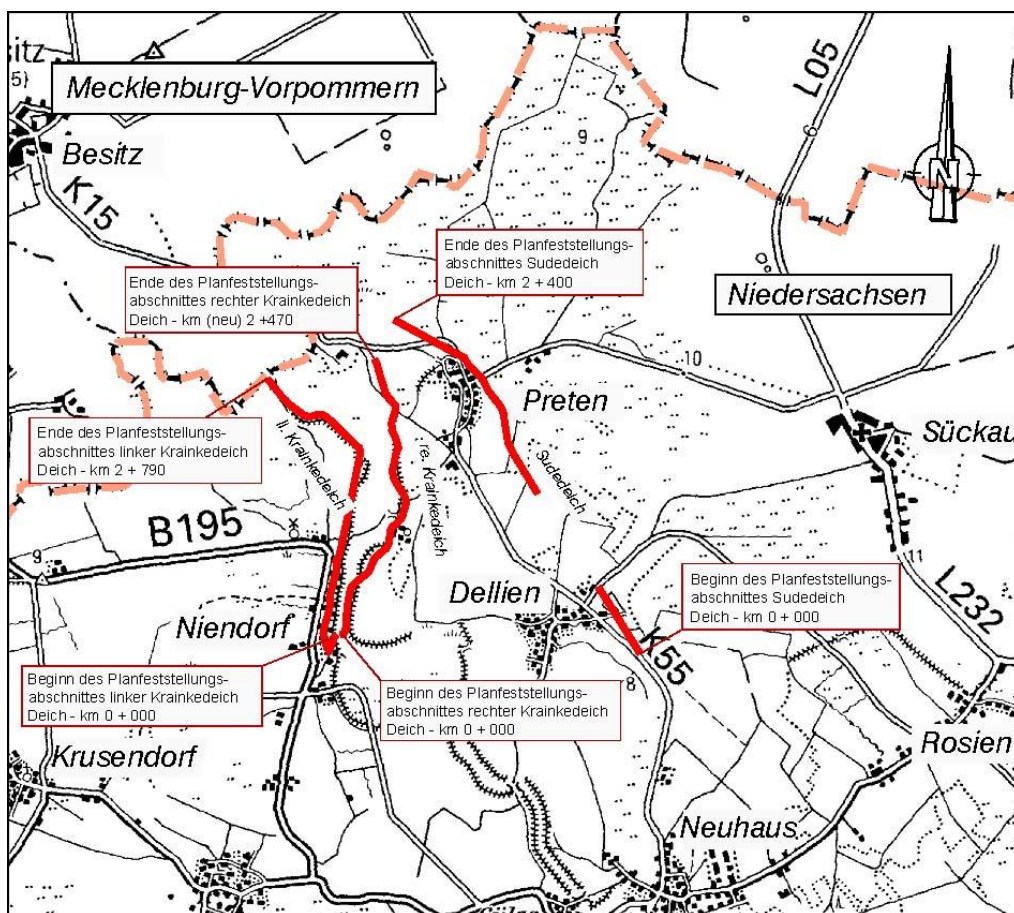 sitz
5)
Mecklenburg-Vorpommern
Besitz
K15
9
L05
6
N
Ende des Planfeststellungs-
abschnittes Sudedeich
Deich - km 2 + 400
Ende des Planfeststellungs-
abschnittes rechter Krainkedeich
Deich - km (neu) 2 +470
Niedersachsen
10
Preten
Sückau
Ende des Planfeststellungs-
abschnittes linker Krainkedeich
Deich - km 2 + 790
li. Krainkedeich
re. Krainkedeich
Sudedeich
B195
9
11
Dellien
Beginn des Planfeststellungs-
abschnittes Sudedeich
Deich - km 0 + 000
L232
Niendorf
K55
8
Beginn des Planfeststellungs-
abschnittes linker Krainkedeich
Deich - km 0 + 000
Beginn des Planfeststellungs-
abschnittes rechter Krainkedeich
Deich - km 0 + 000
Krusendorf
Rosien
Neuhaus